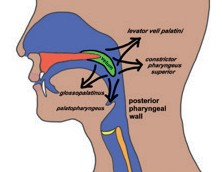 levator veli palatini
constrictor
pharyngeus
superior
velum
glossopalatinus
palatopharyngeus
posterior
pharyngeal
wall